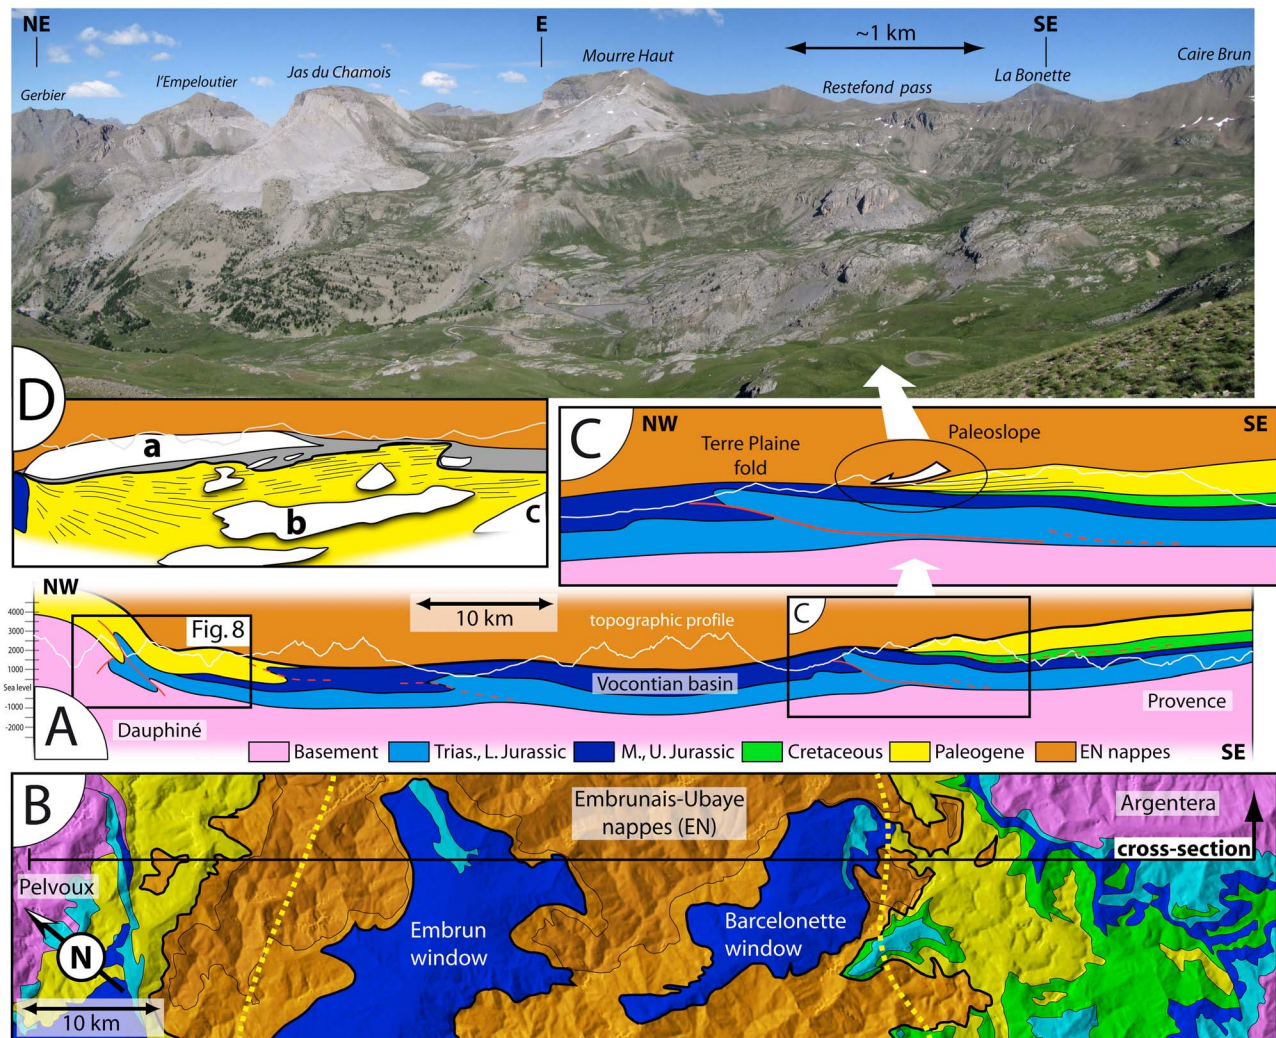 NE
E
SE
~1 km
Mourre Haut
Caire Brun
l'Empeloutier
Jas du Chamois
La Bonette
Gerbier
Restefond pass
D
a
b
c
C
NW
SE
Terre Plaine
fold
Paleoslope
NW
4000
3000
2000
1000
Sea level
-1000
-2000
Fig. 8
10 km
topographic profile
C
Vocontian basin
A
Dauphiné
Provence
Basement
Trias., L. Jurassic
M., U. Jurassic
Cretaceous
Paleogene
EN nappes
SE
B
Embrunais-Ubaye
nappes (EN)
Argentera
cross-section
Pelvoux
N
Embrun
window
Barcelonette
window
10 km